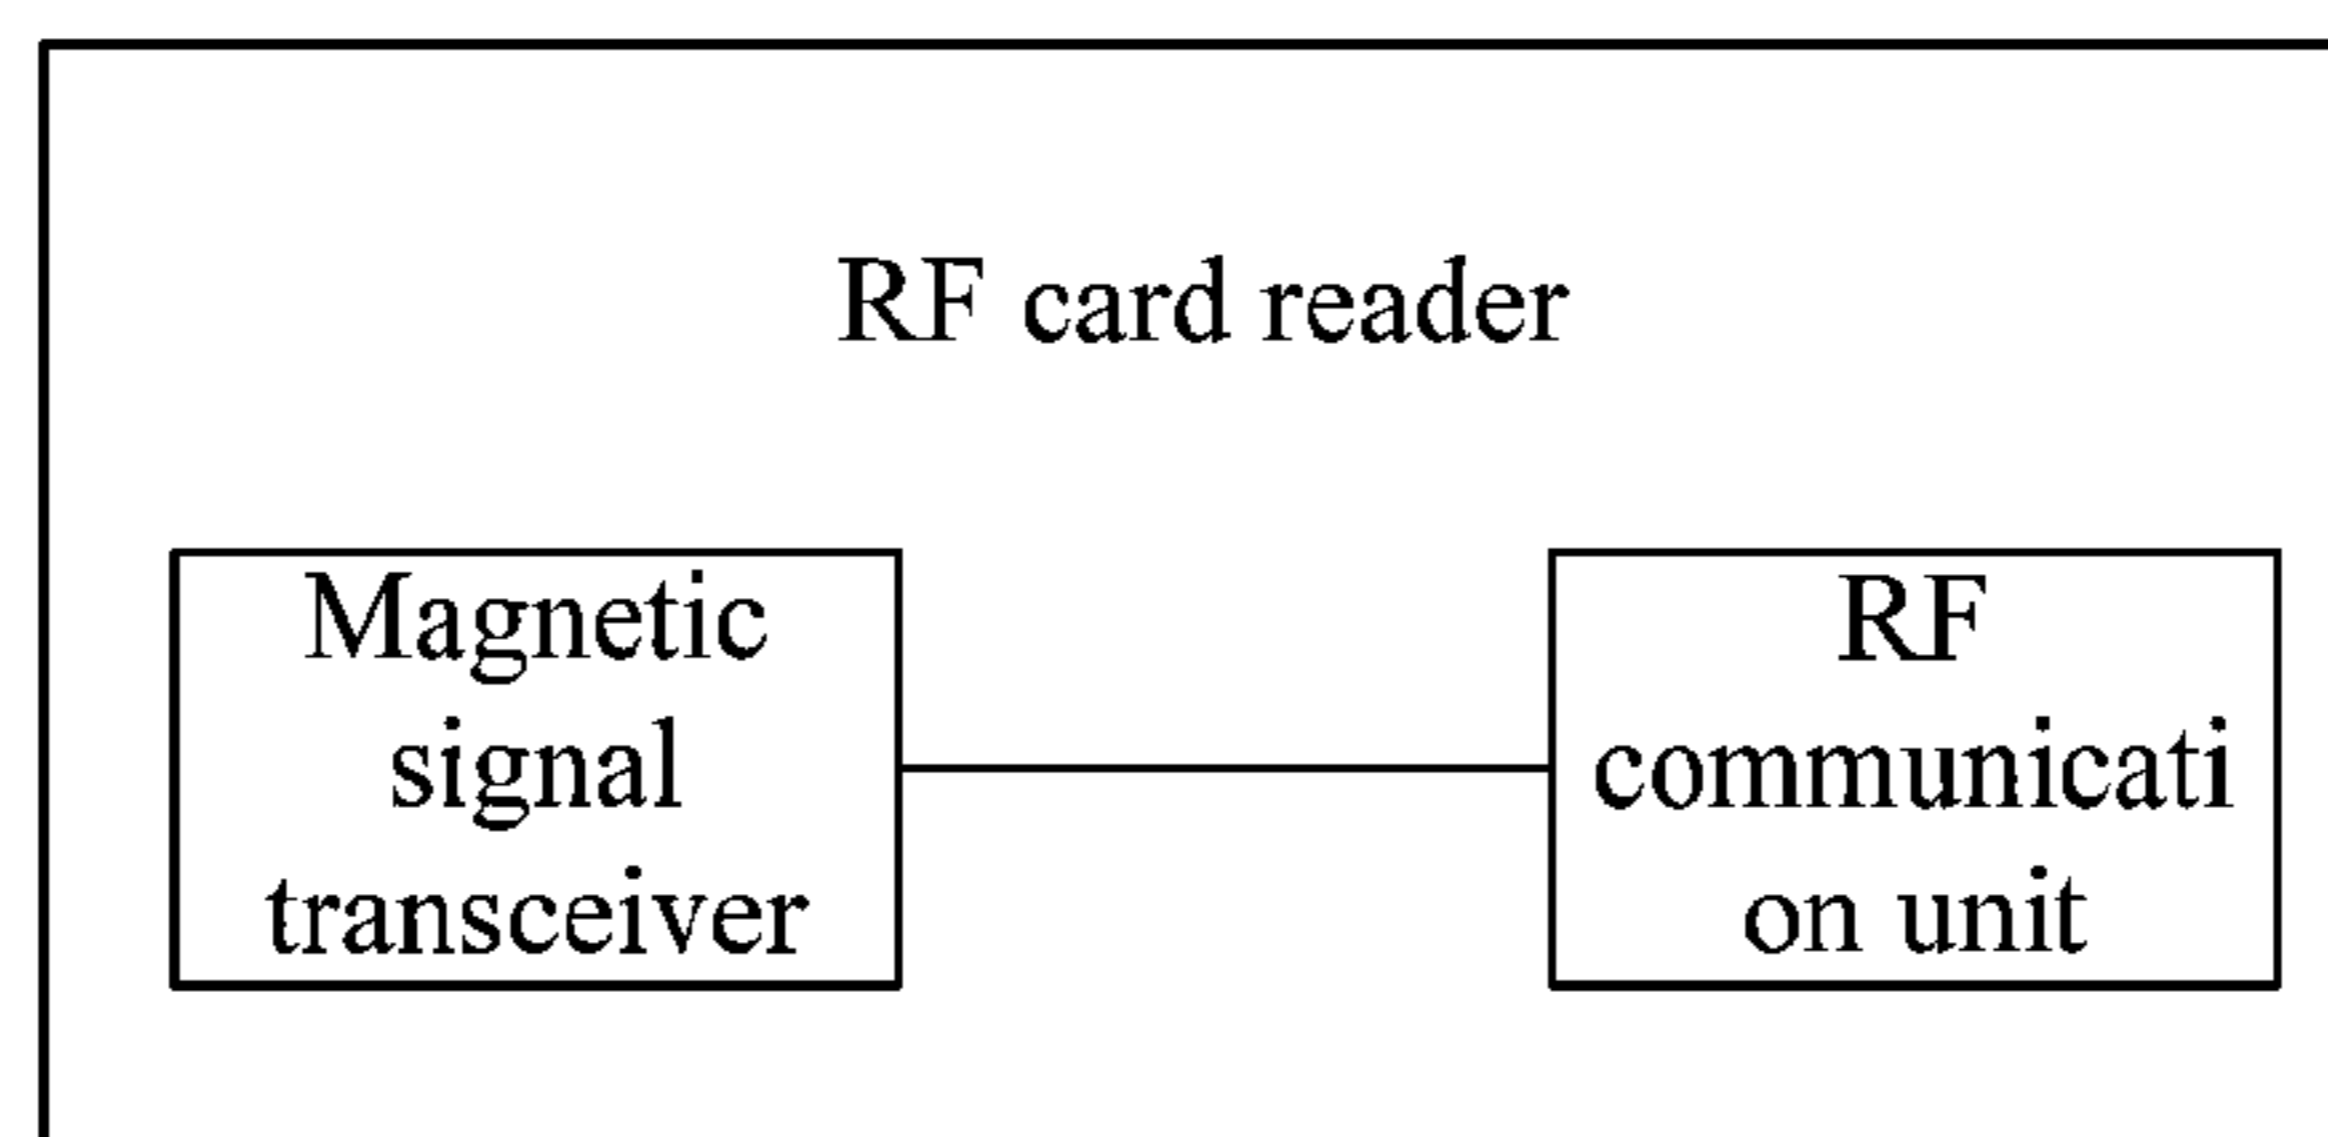 RF card reader
Magnetic
signal
transceiver
RF
communicati
on unit